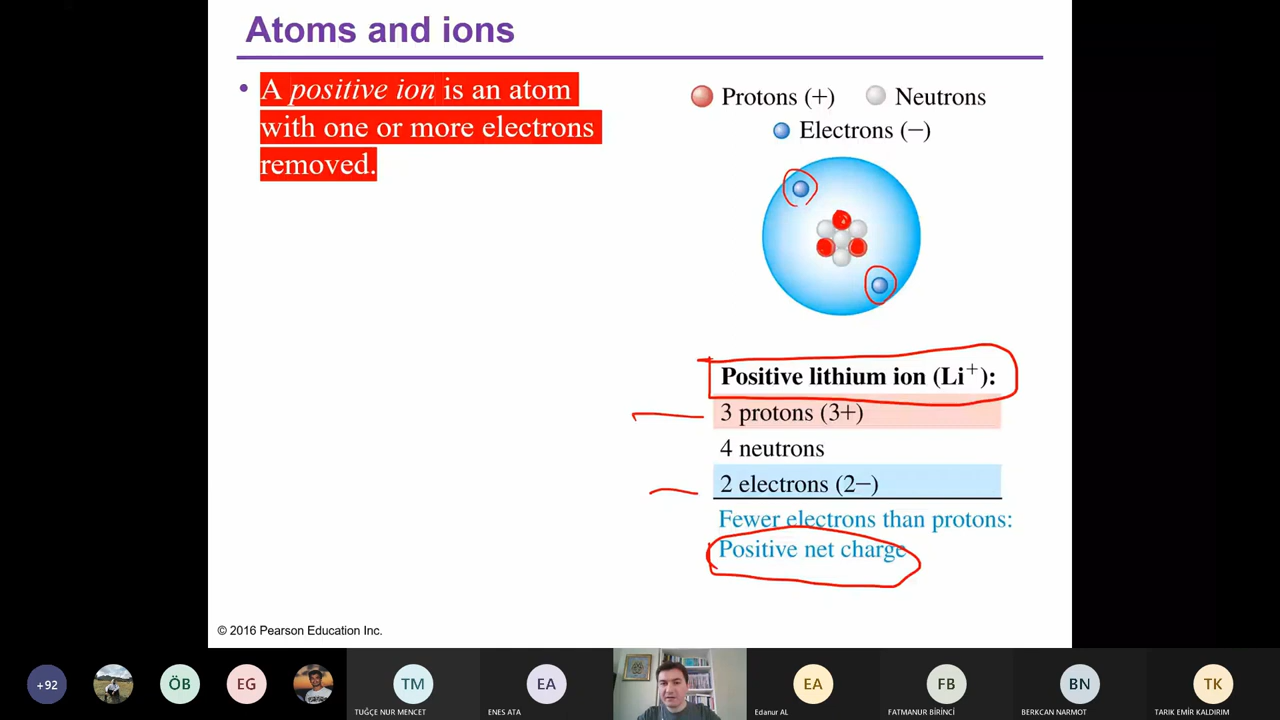 Atoms and ions
• A positive ion is an atom
with one or more electrons
removed.
Protons (+) Neutrons
Electrons (−)
Positive lithium ion (Li+):
3 protons (3+)
4 neutrons
2 electrons (2−)
Fewer electrons than protons:
Positive net charge
© 2016 Pearson Education Inc.
+92 ÖB EG TM EA EA FB BN TK
TUĞÇE NUR MENCET ENES ATA Edanur AL FATMANUR BİRİNCİ BERKCAN NARMOT TARIK EMİR KALDIRIM